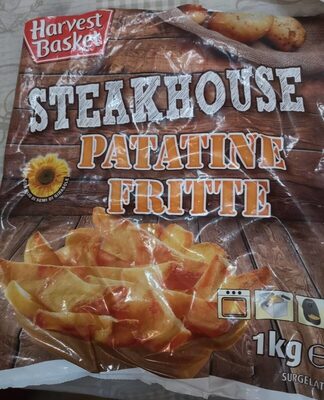 Harvest
Basket
STEAKHOUSE
PATATINE
FRITTE
1kg e